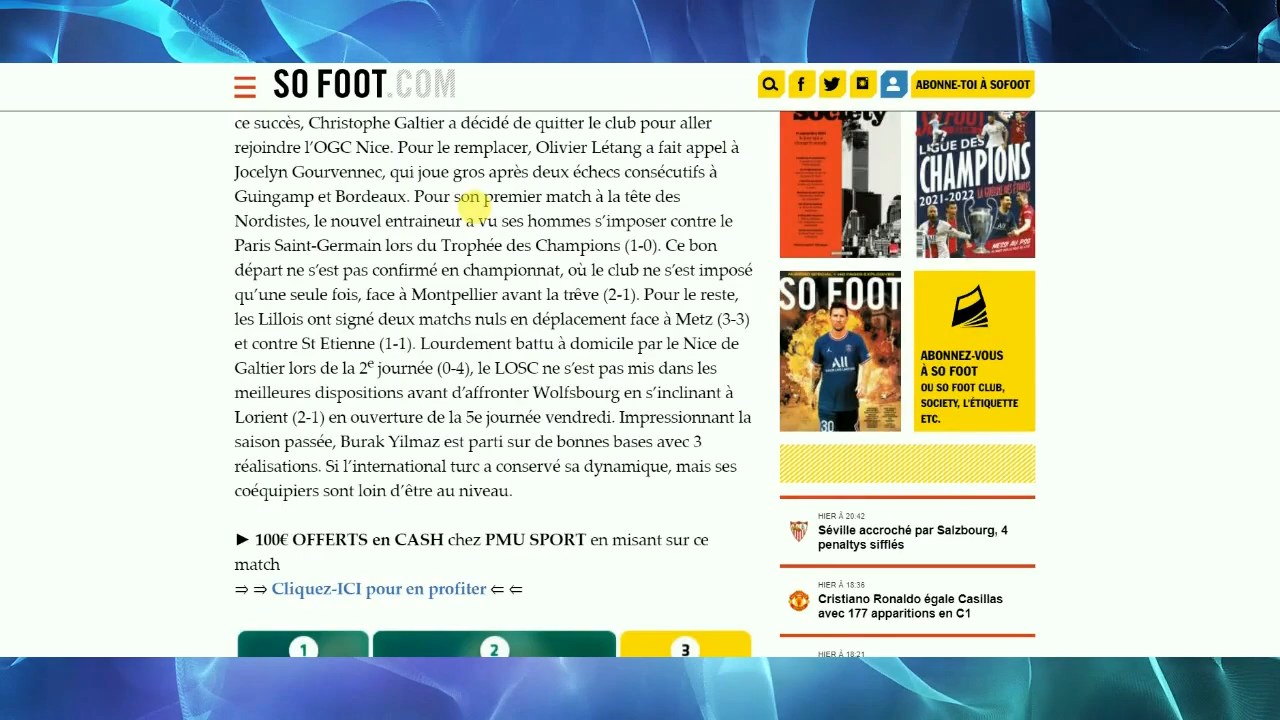 SO FOOT.COM
ABONNE-TOI À SOFOOT
ce succès, Christophe Galtier a décidé de quitter le club pour aller
rejoindre l’OGC Nice. Pour le remplacer, Olivier Létang a fait appel à
Jocelyn Gourvennec, qui joue gros après deux échecs consécutifs à
Guingamp et Bordeaux. Pour son premier match à la tête des
Nordistes, le nouvel entraineur a vu ses hommes s’imposer contre le
Paris Saint-Germain lors du Trophée des Champions (1-0). Ce bon
départ ne s’est pas confirmé en championnat, où le club ne s’est imposé
qu’une seule fois, face à Montpellier avant la trêve (2-1). Pour le reste,
les Lillois ont signé deux matchs nuls en déplacement face à Metz (3-3)
et contre St Etienne (1-1). Lourdement battu à domicile par le Nice de
Galtier lors de la 2e journée (0-4), le LOSC ne s’est pas mis dans les
meilleures dispositions avant d’affronter Wolfsbourg en s’inclinant à
Lorient (2-1) en ouverture de la 5e journée vendredi. Impressionnant la
saison passée, Burak Yilmaz est parti sur de bonnes bases avec 3
réalisations. Si l’international turc a conservé sa dynamique, mais ses
coéquipiers sont loin d’être au niveau.
► 100€ OFFERTS en CASH chez PMU SPORT en misant sur ce
match
⇒ ⇒ Cliquez-ICI pour en profiter ⇐ ⇐
1 2 3
Society
SO FOOT
LIGUE DES
CHAMPIONS
2021-2022
LA GUERRE DES ÉTOILES
MESSI AU PSG
SO FOOT
30
ABONNEZ-VOUS
À SO FOOT
OU SO FOOT CLUB,
SOCIETY, L’ÉTIQUETTE
ETC.
HIER À 20:42
Séville accroché par Salzbourg, 4
penaltys sifflés
HIER À 18:36
Cristiano Ronaldo égale Casillas
avec 177 apparitions en C1
HIER À 18:21